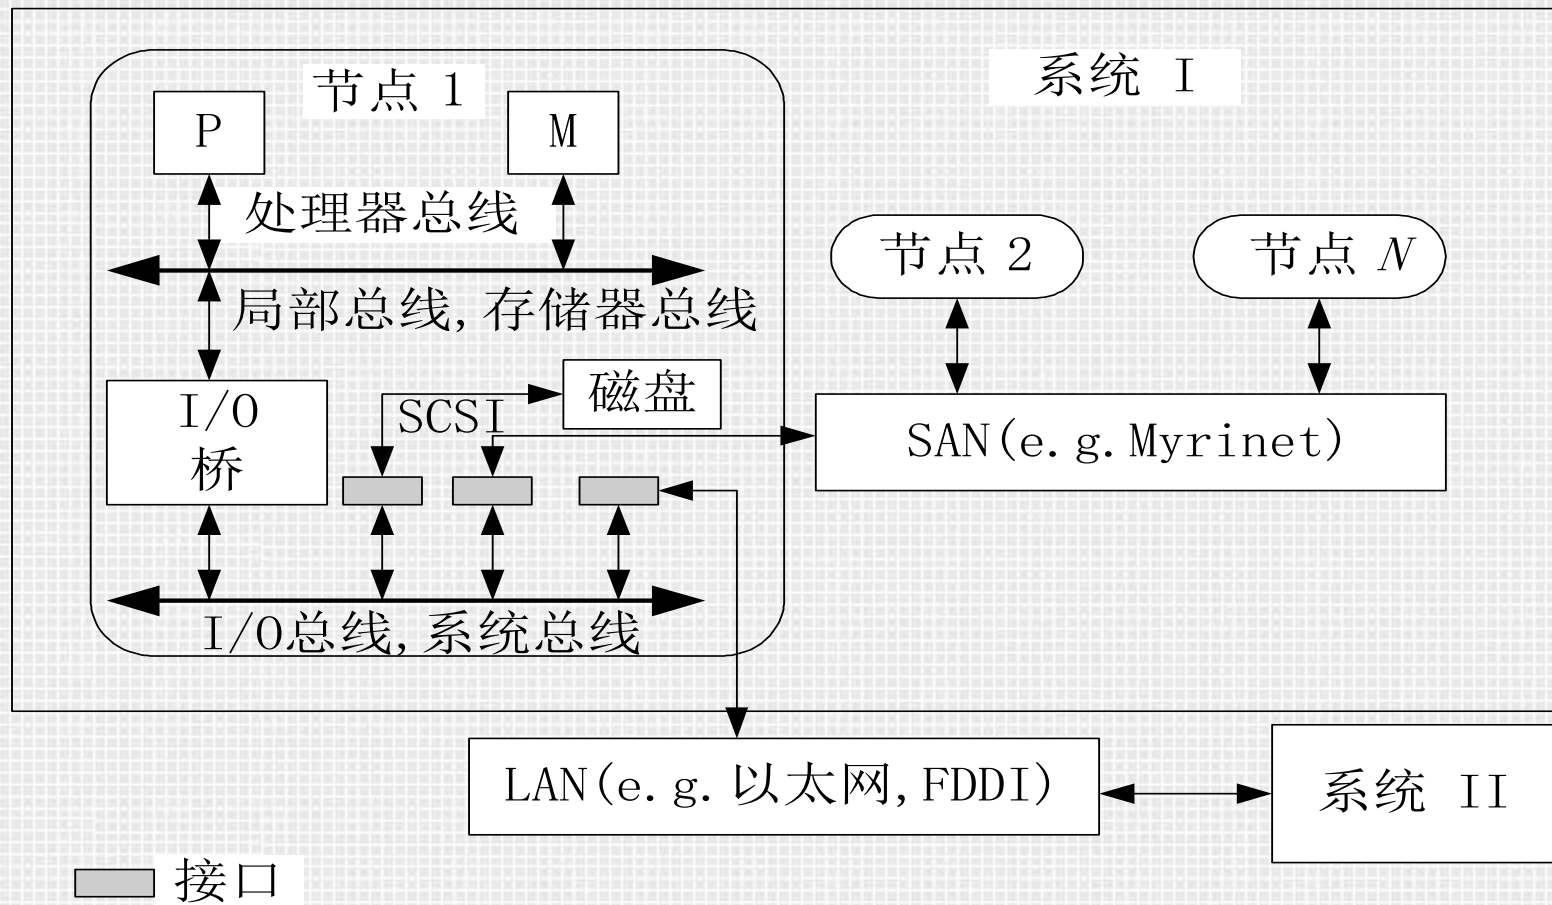 系统 I
节点 1
P
M
处理器总线
局部总线,存储器总线
节点 2
节点 N
I/O
桥
SCSI
磁盘
SAN(e.g.Myrinet)
I/O总线,系统总线
LAN(e.g.以太网,FDDI)
系统 II
接口